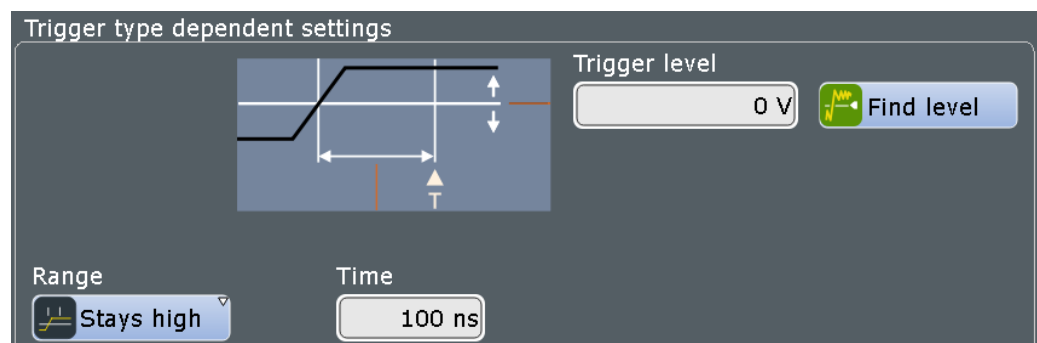 Trigger type dependent settings
Trigger level
0 V
Find level
T
Range
Time
Stays high
100 ns